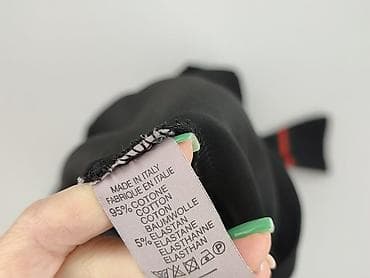 MADE IN ITALY
FABRIQUE EN ITALIE
95% COTONE
COTTON
COTON
BAUMWOLLE
5% ELASTAN
ELASTANE
ELASTHANNE
ELASTHAN